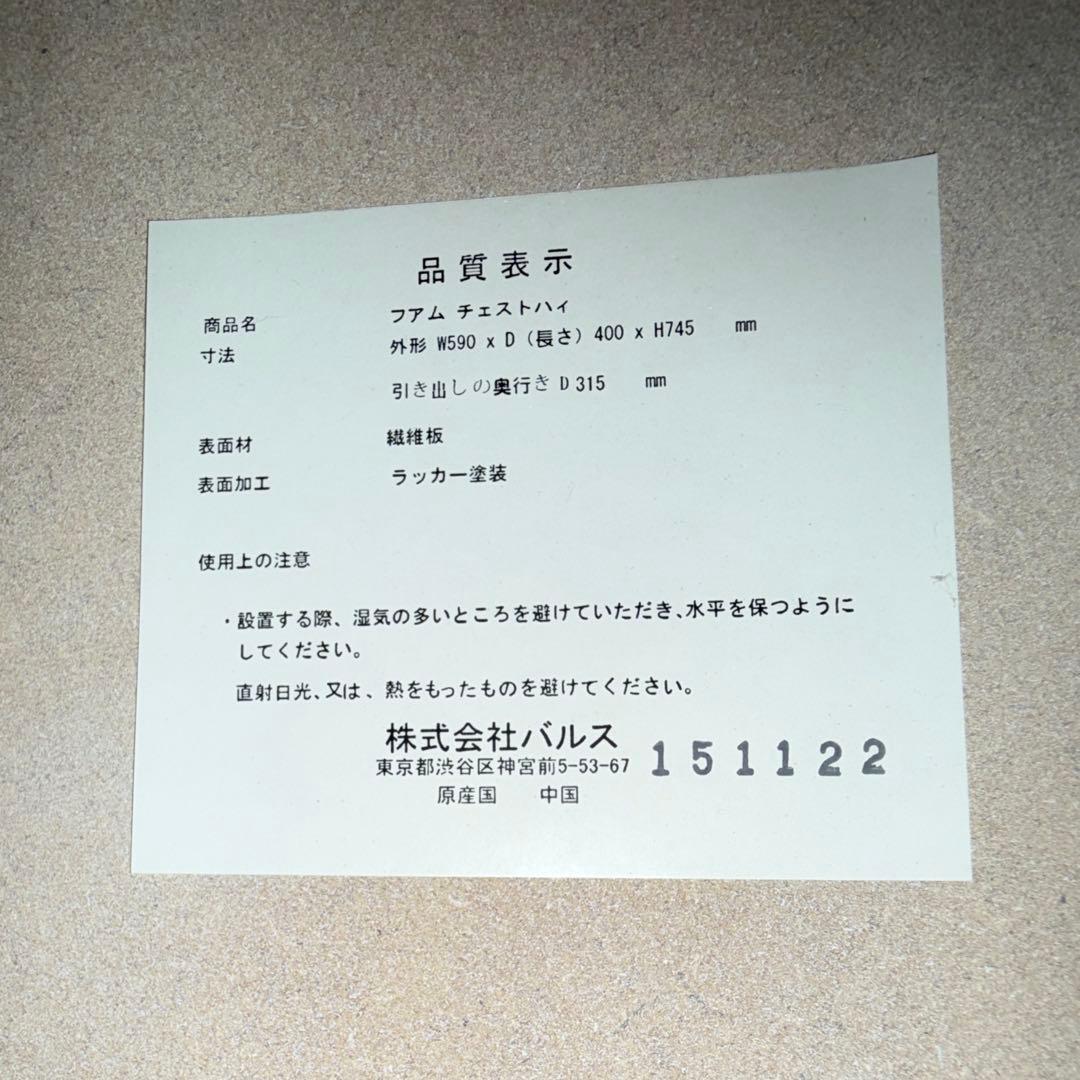 品質表示
商品名 フアム チェストハイ
寸法 外形 W590 x D（長さ）400 x H745 mm
引き出しの奥行き D 315 mm
表面材 繊維板
表面加工 ラッカー塗装
使用上の注意
・設置する際、湿気の多いところを避けていただき、水平を保つように
してください。
直射日光、又は、熱をもったものを避けてください。
株式会社バルス
東京都渋谷区神宮前5-53-67 151122
原産国 中国